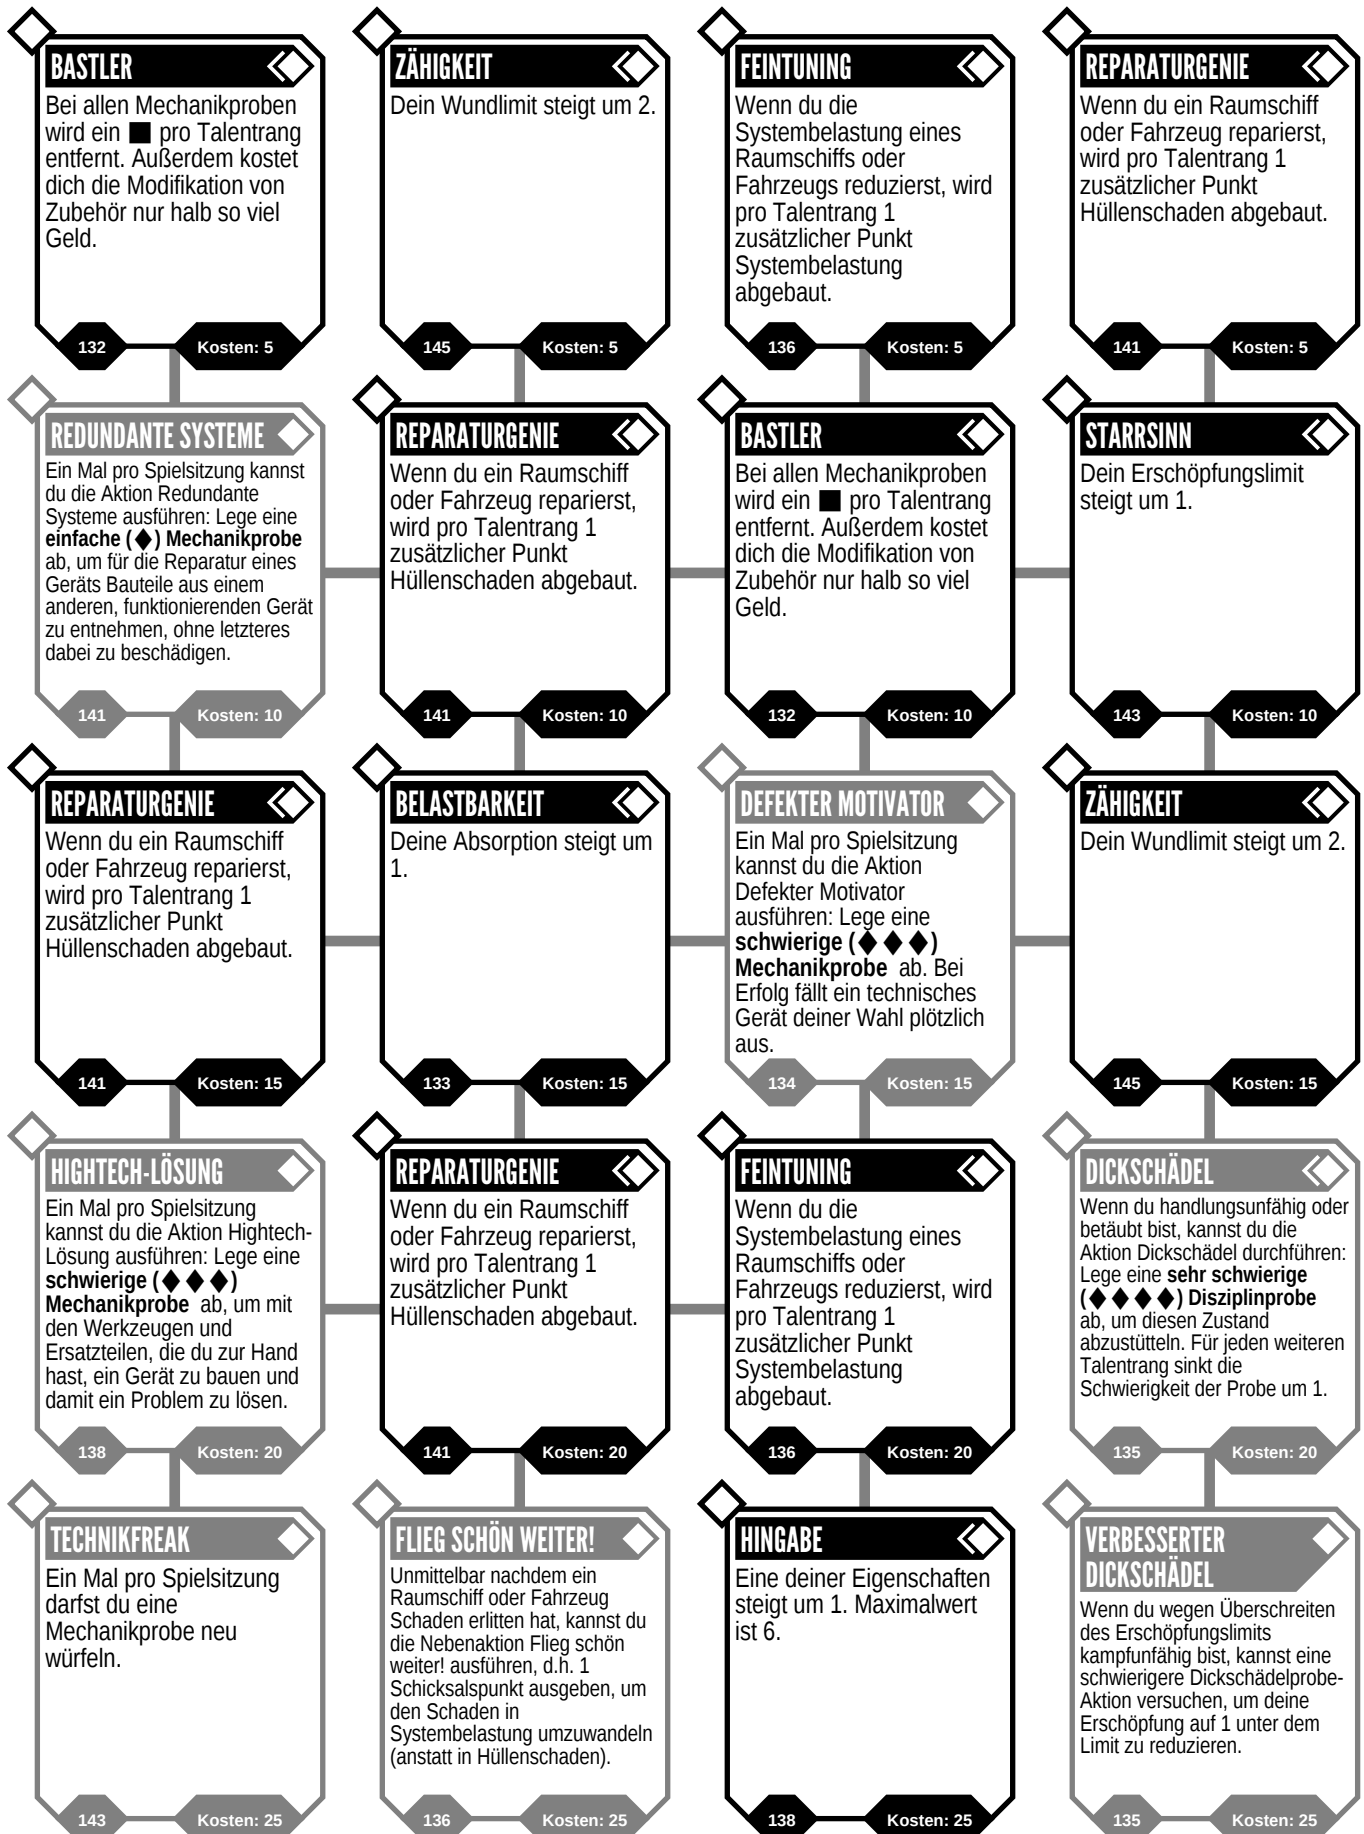 BASTLER
Bei allen Mechanikproben
wird ein ■ pro Talentrang
entfernt. Außerdem kostet
dich die Modifikation von
Zubehör nur halb so viel
Geld.
132
Kosten: 5
ZÄHIGKEIT
Dein Wundlimit steigt um 2.
145
Kosten: 5
FEINTUNING
Wenn du die
Systembelastung eines
Raumschiffs oder
Fahrzeugs reduzierst, wird
pro Talentrang 1
zusätzlicher Punkt
Systembelastung
abgebaut.
136
Kosten: 5
REPARATURGENIE
Wenn du ein Raumschiff
oder Fahrzeug reparierst,
wird pro Talentrang 1
zusätzlicher Punkt
Hüllenschaden abgebaut.
141
Kosten: 5
REDUNDANTE SYSTEME
Ein Mal pro Spielsitzung kannst
du die Aktion Redundante
Systeme ausführen: Lege eine
einfache (♦) Mechanikprobe
ab, um für die Reparatur eines
Geräts Bauteile aus einem
anderen, funktionierenden Gerät
zu entnehmen, ohne letzteres
dabei zu beschädigen.
141
Kosten: 10
REPARATURGENIE
Wenn du ein Raumschiff
oder Fahrzeug reparierst,
wird pro Talentrang 1
zusätzlicher Punkt
Hüllenschaden abgebaut.
141
Kosten: 10
BASTLER
Bei allen Mechanikproben
wird ein ■ pro Talentrang
entfernt. Außerdem kostet
dich die Modifikation von
Zubehör nur halb so viel
Geld.
132
Kosten: 10
STARRSINN
Dein Erschöpfungslimit
steigt um 1.
143
Kosten: 10
REPARATURGENIE
Wenn du ein Raumschiff
oder Fahrzeug reparierst,
wird pro Talentrang 1
zusätzlicher Punkt
Hüllenschaden abgebaut.
141
Kosten: 15
BELASTBARKEIT
Deine Absorption steigt um
1.
133
Kosten: 15
DEFEKTER MOTIVATOR
Ein Mal pro Spielsitzung
kannst du die Aktion
Defekter Motivator
ausführen: Lege eine
schwierige (♦ ♦ ♦)
Mechanikprobe ab. Bei
Erfolg fällt ein technisches
Gerät deiner Wahl plötzlich
aus.
134
Kosten: 15
ZÄHIGKEIT
Dein Wundlimit steigt um 2.
145
Kosten: 15
HIGHTECH-LÖSUNG
Ein Mal pro Spielsitzung
kannst du die Aktion Hightech-
Lösung ausführen: Lege eine
schwierige (♦ ♦ ♦)
Mechanikprobe ab, um mit
den Werkzeugen und
Ersatzteilen, die du zur Hand
hast, ein Gerät zu bauen und
damit ein Problem zu lösen.
138
Kosten: 20
REPARATURGENIE
Wenn du ein Raumschiff
oder Fahrzeug reparierst,
wird pro Talentrang 1
zusätzlicher Punkt
Hüllenschaden abgebaut.
141
Kosten: 20
FEINTUNING
Wenn du die
Systembelastung eines
Raumschiffs oder
Fahrzeugs reduzierst, wird
pro Talentrang 1
zusätzlicher Punkt
Systembelastung
abgebaut.
136
Kosten: 20
DICKSCHÄDEL
Wenn du handlungsunfähig oder
betäubt bist, kannst du die
Aktion Dickschädel durchführen:
Lege eine sehr schwierige
(♦ ♦ ♦ ♦) Disziplinprobe
ab, um diesen Zustand
abzustütteln. Für jeden weiteren
Talentrang sinkt die
Schwierigkeit der Probe um 1.
135
Kosten: 20
TECHNIKFREAK
Ein Mal pro Spielsitzung
darfst du eine
Mechanikprobe neu
würfeln.
143
Kosten: 25
FLIEG SCHÖN WEITER!
Unmittelbar nachdem ein
Raumschiff oder Fahrzeug
Schaden erlitten hat, kannst du
die Nebenaktion Flieg schön
weiter! ausführen, d.h. 1
Schicksalspunkt ausgeben, um
den Schaden in
Systembelastung umzuwandeln
(anstatt in Hüllenschaden).
136
Kosten: 25
HINGABE
Eine deiner Eigenschaften
steigt um 1. Maximalwert
ist 6.
138
Kosten: 25
VERBESSERTER
DICKSCHÄDEL
Wenn du wegen Überschreiten
des Erschöpfungslimits
kampfunfähig bist, kannst eine
schwierigere Dickschädelprobe-
Aktion versuchen, um deine
Erschöpfung auf 1 unter dem
Limit zu reduzieren.
135
Kosten: 25